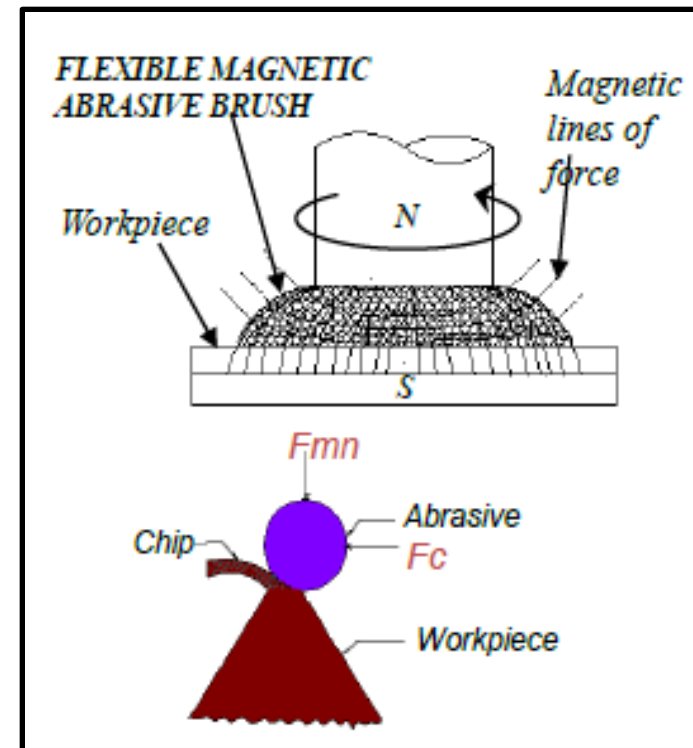 FLEXIBLE MAGNETIC
ABRASIVE BRUSH
Magnetic
lines of
force
Workpiece
N
S
Fmn
Abrasive
Chip
Fc
Workpiece